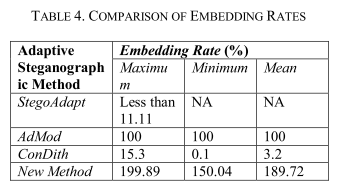 TABLE 4. COMPARISON OF EMBEDDING RATES
Adaptive Embedding Rate (%)
Steganograph Maximu Minimum Mean
ic Method m
StegoAdapt Less than NA NA
11.11
AdMod 100 100 100
ConDith 15.3 0.1 3.2
New Method 199.89 150.04 189.72